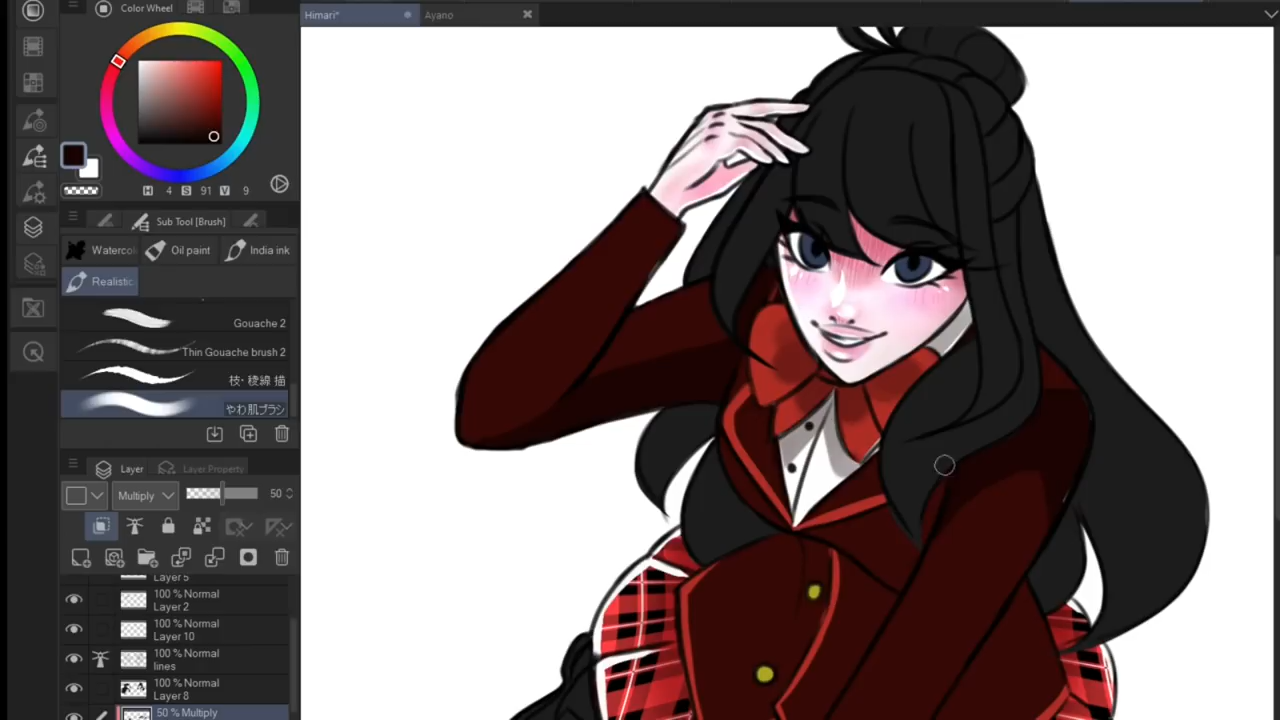 Color Wheel
Himari*
Ayano
H 4 S 91 V 9
Sub Tool [Brush]
Oil paint
India ink
Realistic
Gouache 2
Thin Gouache brush 2
枝・稜線 描
やわ肌ブラシ
Layer
Layer Property
Multiply
50
Layer 5
100 % Normal
Layer 2
100 % Normal
Layer 10
100 % Normal
lines
100 % Normal
Layer 8
50 % Multiply